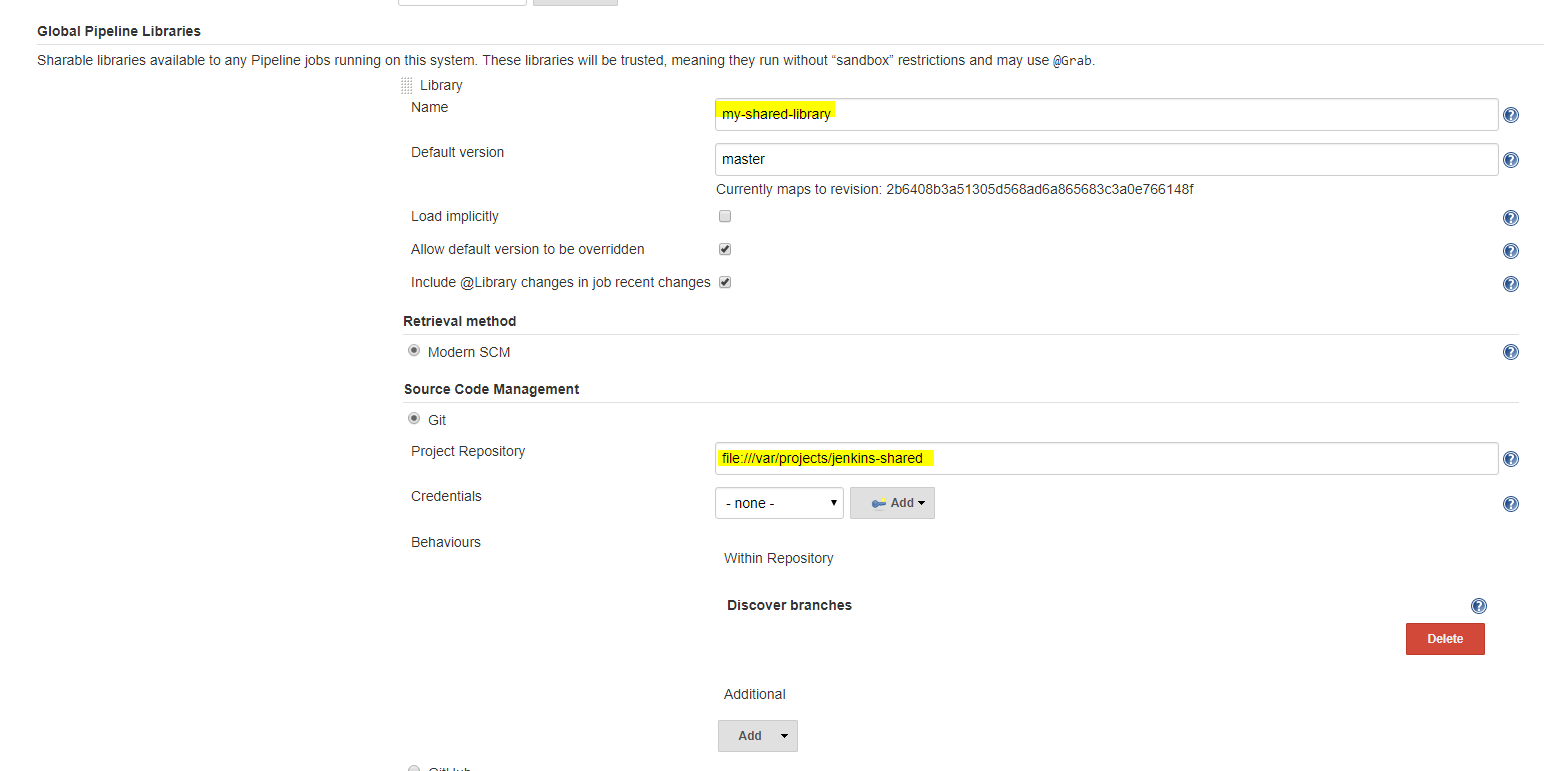 Global Pipeline Libraries
Sharable libraries available to any Pipeline jobs running on this system. These libraries will be trusted, meaning they run without “sandbox” restrictions and may use @Grab.
Library
Name
my-shared-library
Default version
master
Currently maps to revision: 2b6408b3a51305d568ad6a865683c3a0e766148f
Load implicitly
Allow default version to be overridden
Include @Library changes in job recent changes
Retrieval method
Modern SCM
Source Code Management
Git
Project Repository
file:///var/projects/jenkins-shared
Credentials
- none -
Add
Behaviours
Within Repository
Discover branches
Delete
Additional
Add
GitHub